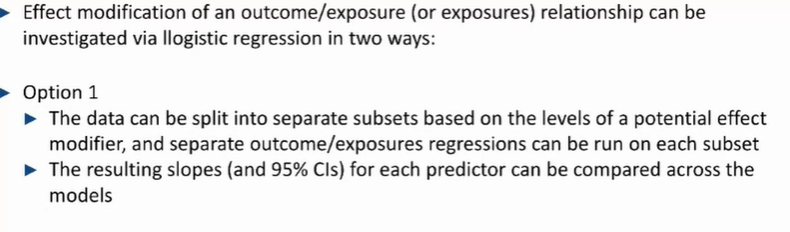 ► Effect modification of an outcome/exposure (or exposures) relationship can be
investigated via llogistic regression in two ways:
► Option 1
► The data can be split into separate subsets based on the levels of a potential effect
modifier, and separate outcome/exposures regressions can be run on each subset
► The resulting slopes (and 95% CIs) for each predictor can be compared across the
models